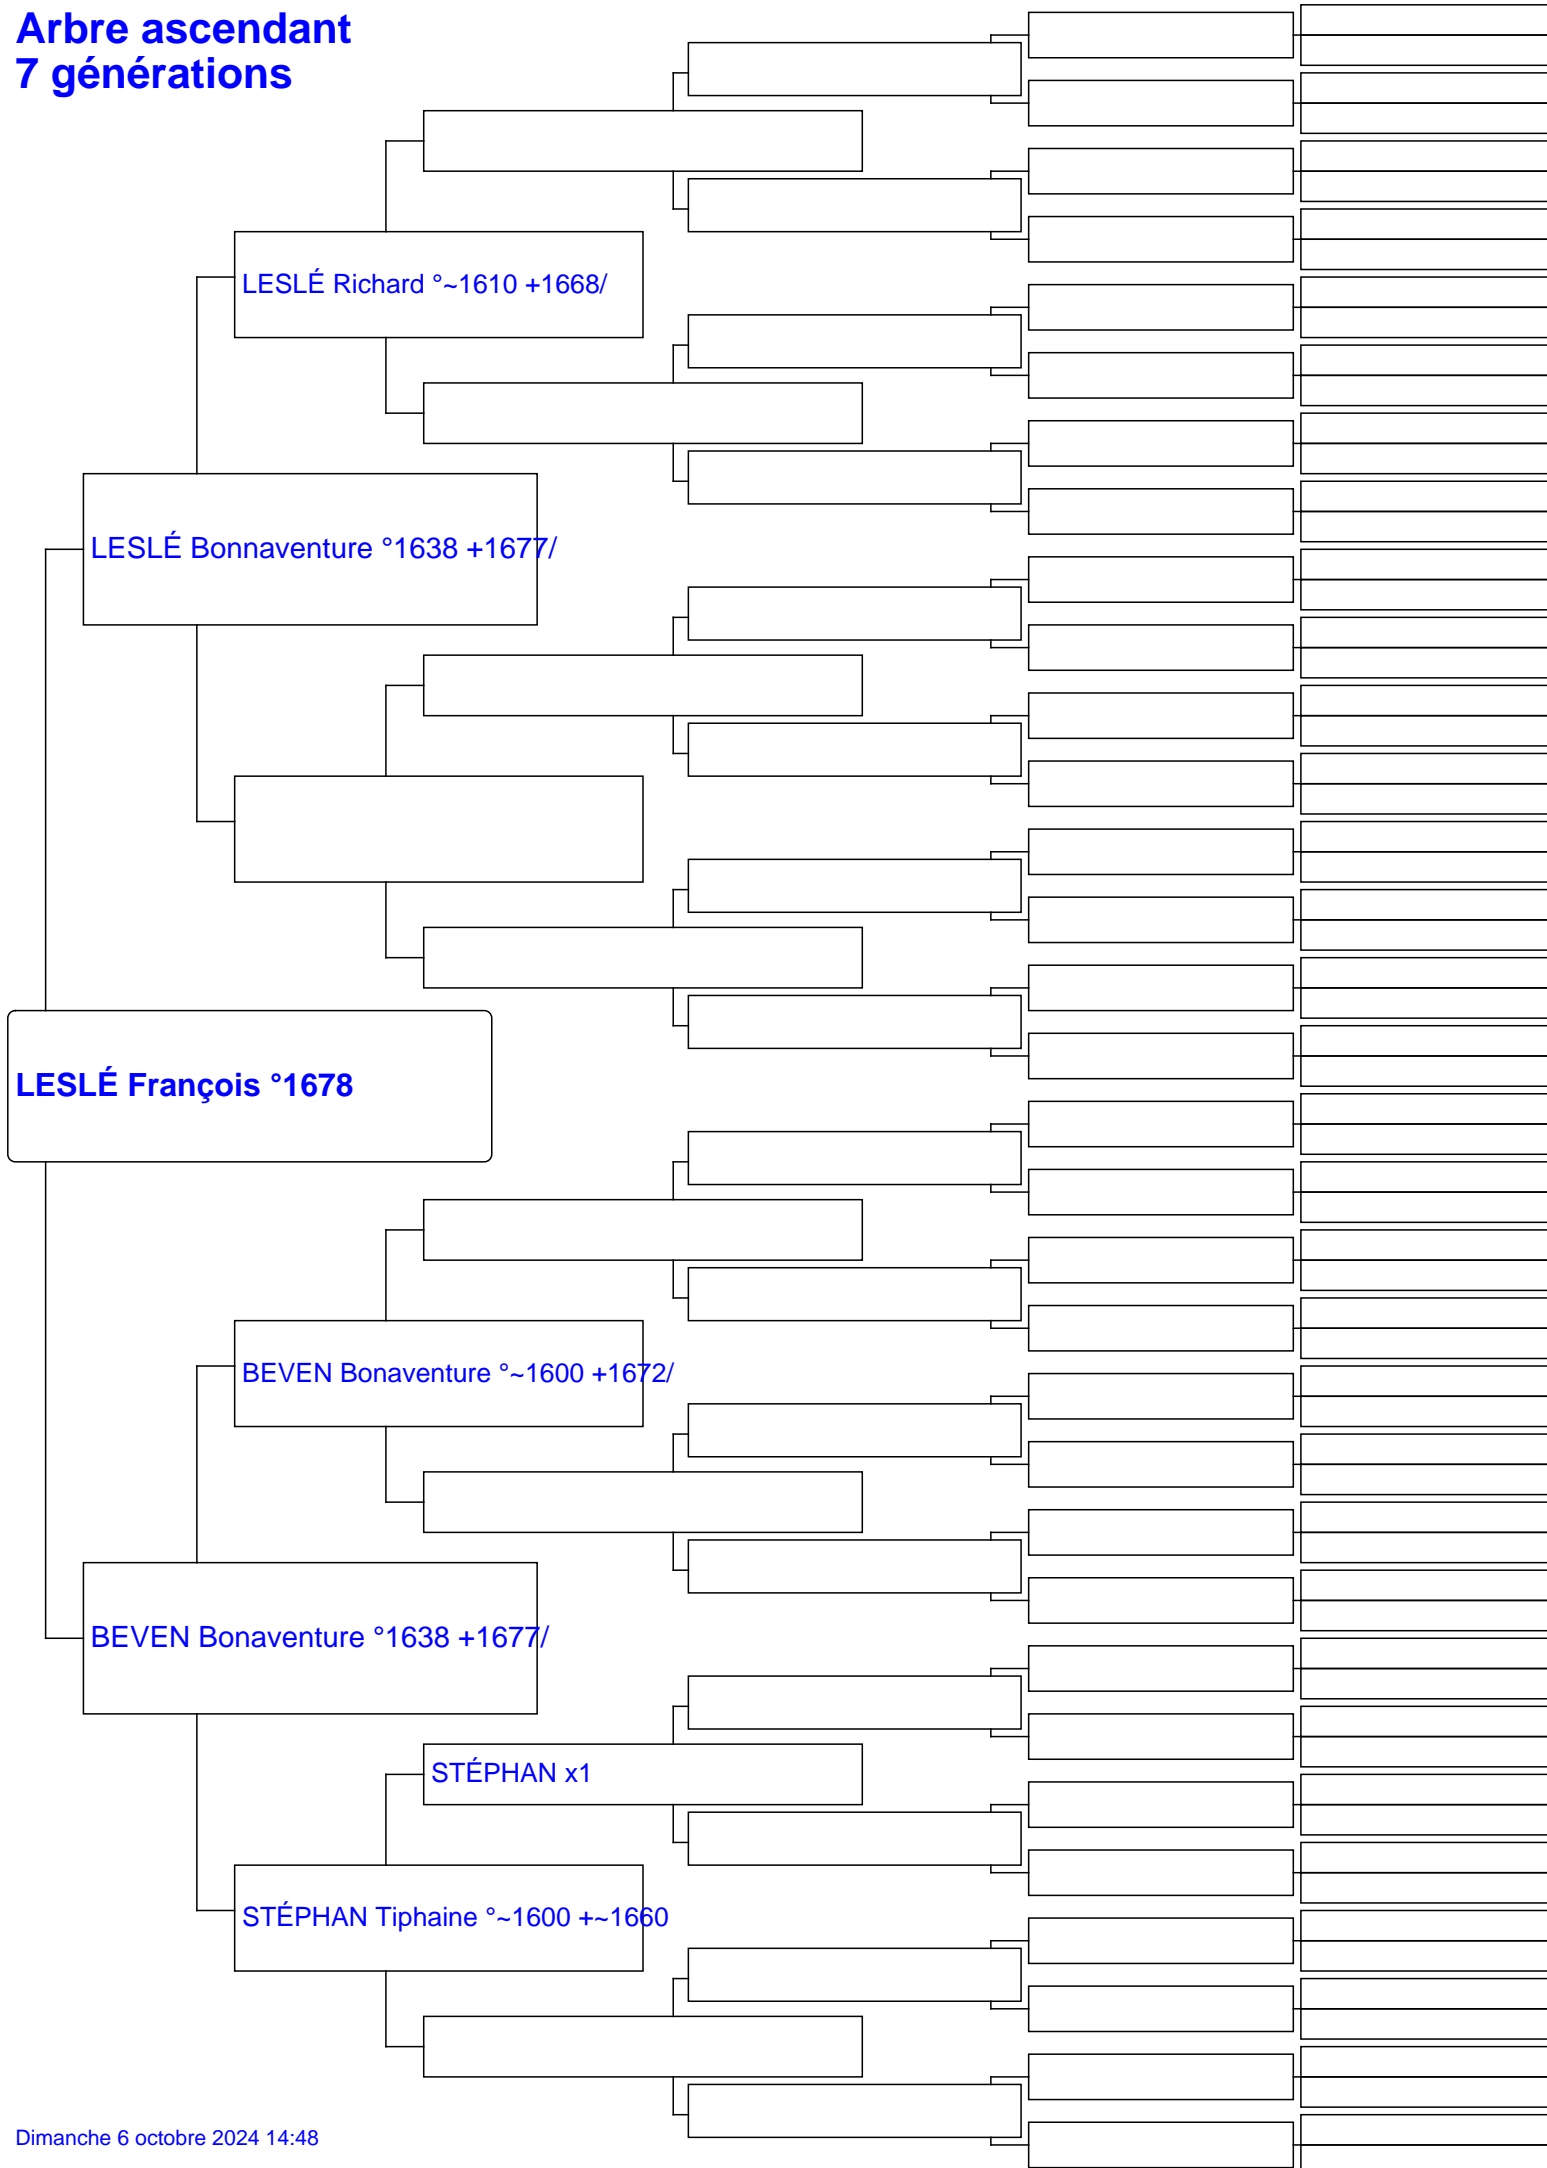 Arbre ascendant
7 générations
LESLÉ Richard °~1610 +1668/
LESLÉ Bonnaventure °1638 +1677/
LESLÉ François °1678
BEVEN Bonaventure °~1600 +1672/
BEVEN Bonaventure °1638 +1677/
STÉPHAN x1
STÉPHAN Tiphaine °~1600 +~1660
Dimanche 6 octobre 2024 14:48